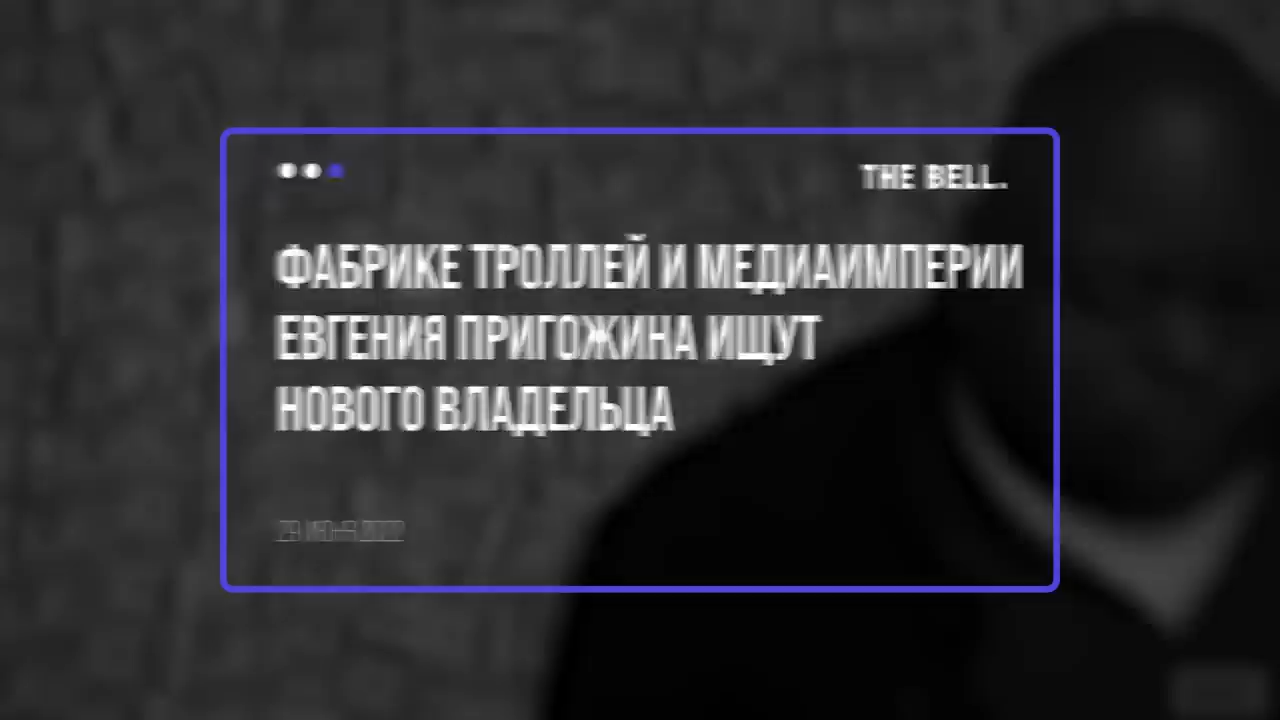 THE BELL.
ФАБРИКЕ ТРОЛЛЕЙ И МЕДИАИМПЕРИИ
ЕВГЕНИЯ ПРИГОЖИНА ИЩУТ
НОВОГО ВЛАДЕЛЬЦА